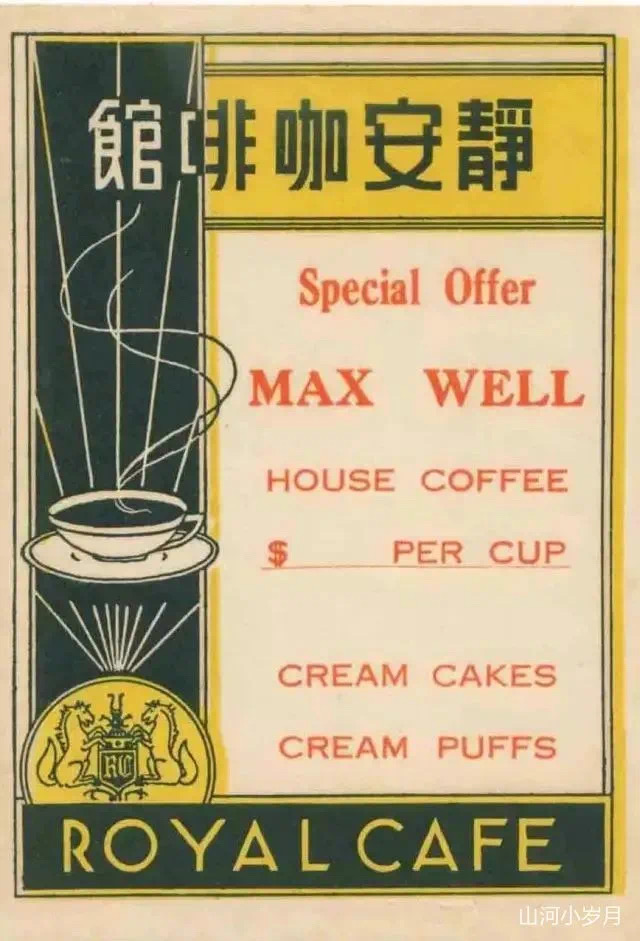 靜安咖啡館
Special Offer
MAX WELL
HOUSE COFFEE
$ PER CUP
CREAM CAKES
CREAM PUFFS
RC
ROYAL CAFE
山河小岁月